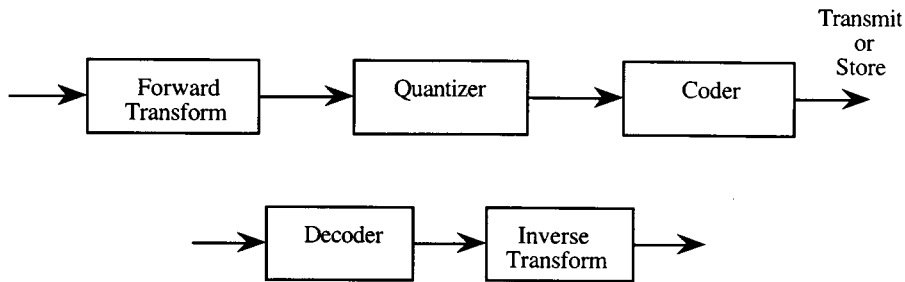 Transmit
or
Store
Forward
Transform
Quantizer
Coder
Decoder
Inverse
Transform